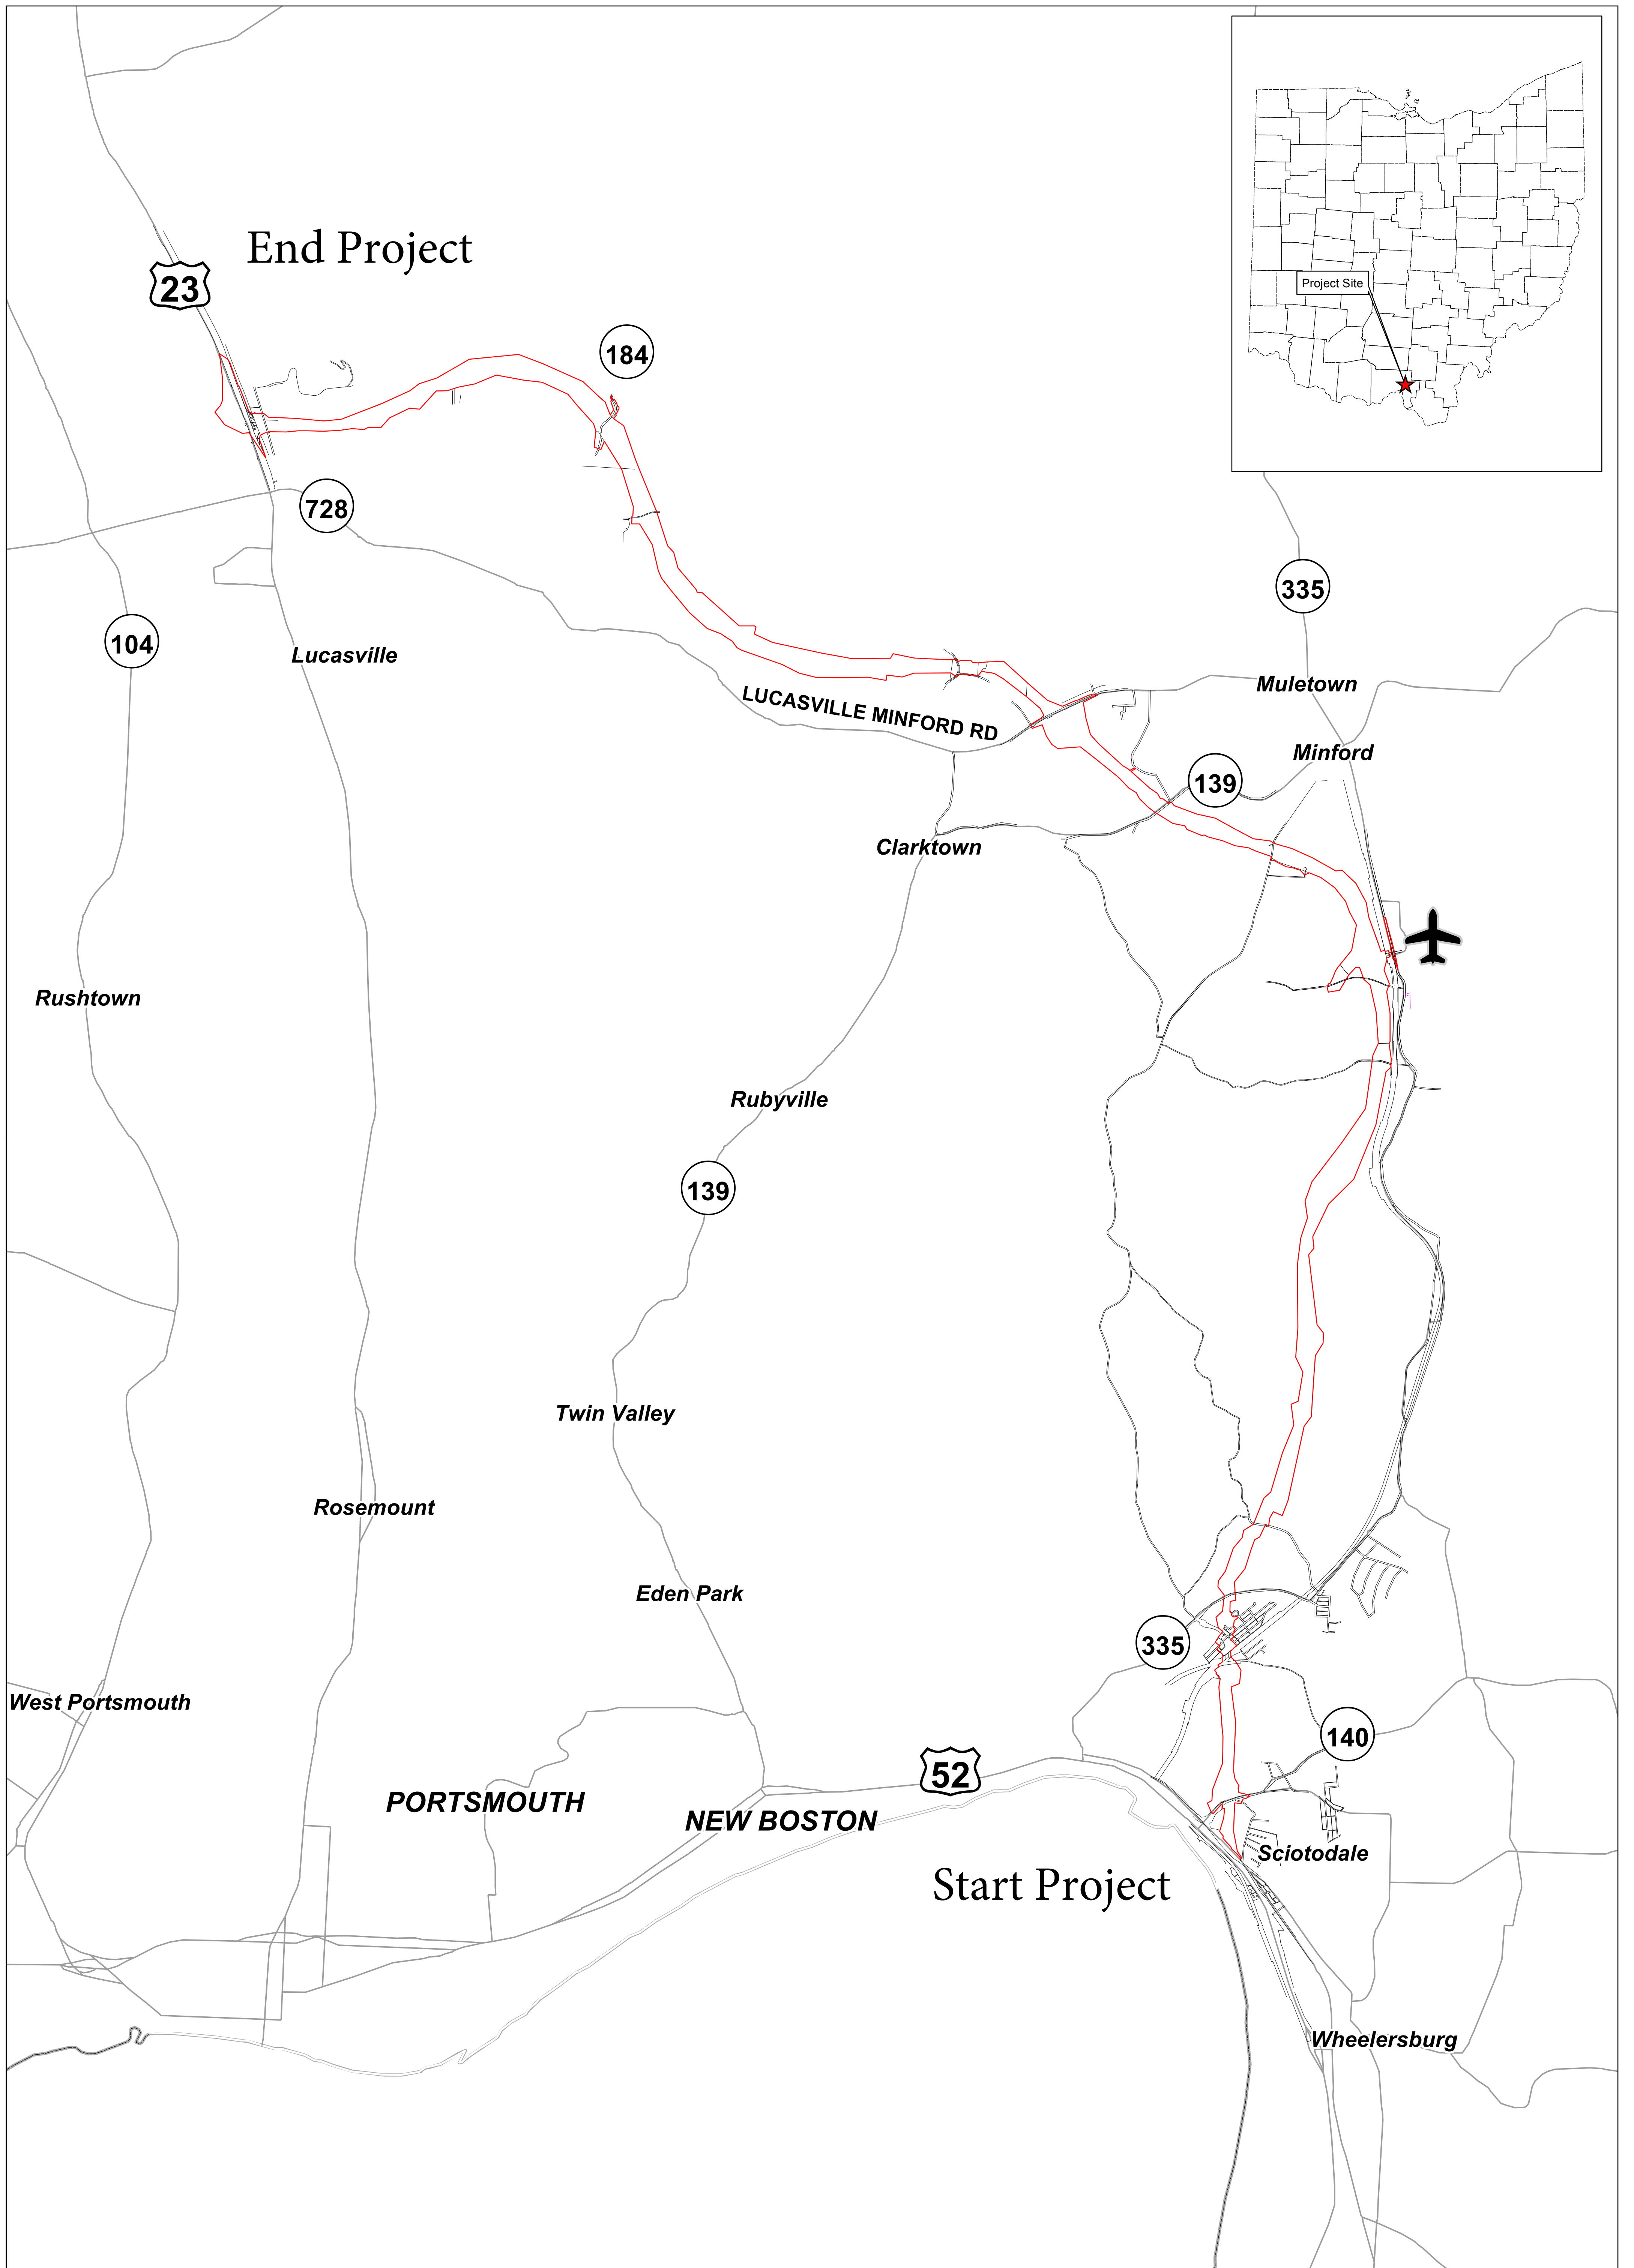 End Project
23
Project Site
184
728
335
104
Lucasville
Muletown
LUCASVILLE MINFORD RD
Minford
139
Clarktown
Rushtown
Rubyville
139
Twin Valley
Rosemount
Eden Park
335
West Portsmouth
140
52
PORTSMOUTH
NEW BOSTON
Sciotodale
Start Project
Wheelersburg